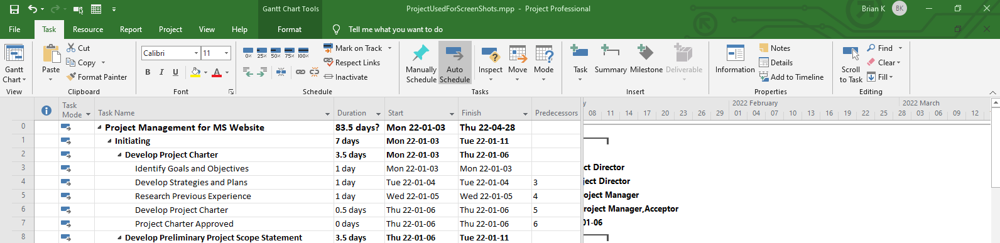 Gantt Chart Tools
ProjectUsedForScreenShots.mpp - Project Professional
Brian K
BK
File Task Resource Report Project View Help Format Tell me what you want to do
Gantt Chart
View
Paste
Cut
Copy
Format Painter
Clipboard
Calibri 11
B I U A
Font
0% 25% 50% 75% 100%
Mark on Track
Respect Links
Inactivate
Schedule
Manually Schedule
Auto Schedule
Inspect
Move
Mode
Tasks
Task
Summary
Milestone
Deliverable
Insert
Information
Notes
Details
Add to Timeline
Properties
Scroll to Task
Find
Clear
Fill
Editing
Task Mode Task Name Duration Start Finish Predecessors
2022 February 2022 March
08 11 14 17 20 23 26 29 01 04 07 10 13 16 19 22 25 28 03 06 09 12
0 Project Management for MS Website 83.5 days? Mon 22-01-03 Thu 22-04-28
1 Initiating 7 days Mon 22-01-03 Tue 22-01-11
2 Develop Project Charter 3.5 days Mon 22-01-03 Thu 22-01-06
3 Identify Goals and Objectives 1 day Mon 22-01-03 Mon 22-01-03 ct Director
4 Develop Strategies and Plans 1 day Tue 22-01-04 Tue 22-01-04 3 ject Director
5 Research Previous Experience 1 day Wed 22-01-05 Wed 22-01-05 4 oject Manager
6 Develop Project Charter 0.5 days Thu 22-01-06 Thu 22-01-06 5 roject Manager,Acceptor
7 Project Charter Approved 0 days Thu 22-01-06 Thu 22-01-06 6 01-06
8 Develop Preliminary Project Scope Statement 3.5 days Thu 22-01-06 Tue 22-01-11